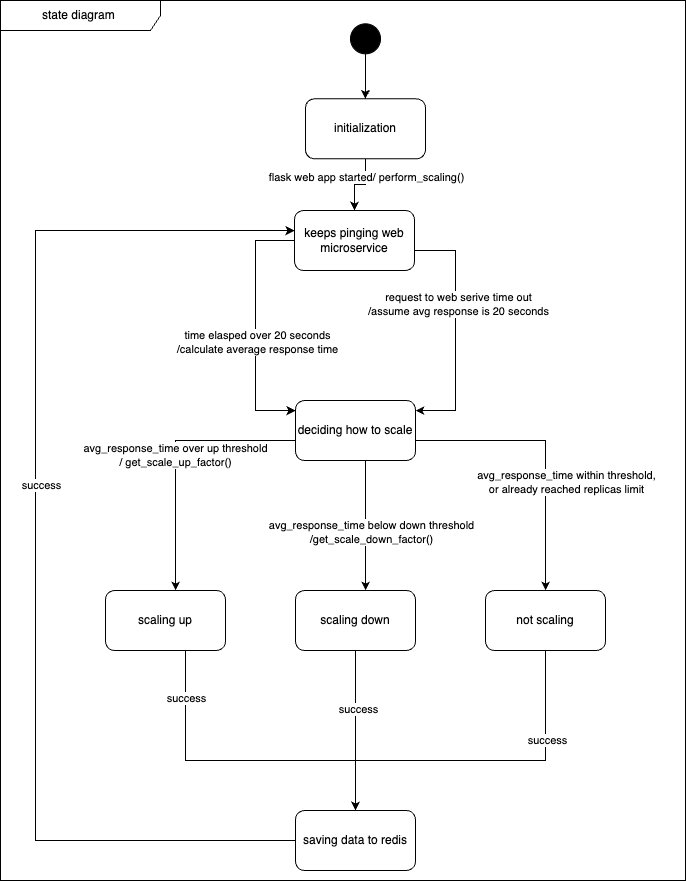 state diagram
initialization
flask web app started/ perform_scaling()
keeps pinging web
microservice
request to web serive time out
/assume avg response is 20 seconds
time elasped over 20 seconds
/calculate average response time
deciding how to scale
avg_response_time over up threshold
/ get_scale_up_factor()
avg_response_time within threshold,
or already reached replicas limit
success
avg_response_time below down threshold
/get_scale_down_factor()
scaling up
scaling down
not scaling
success
success
success
saving data to redis